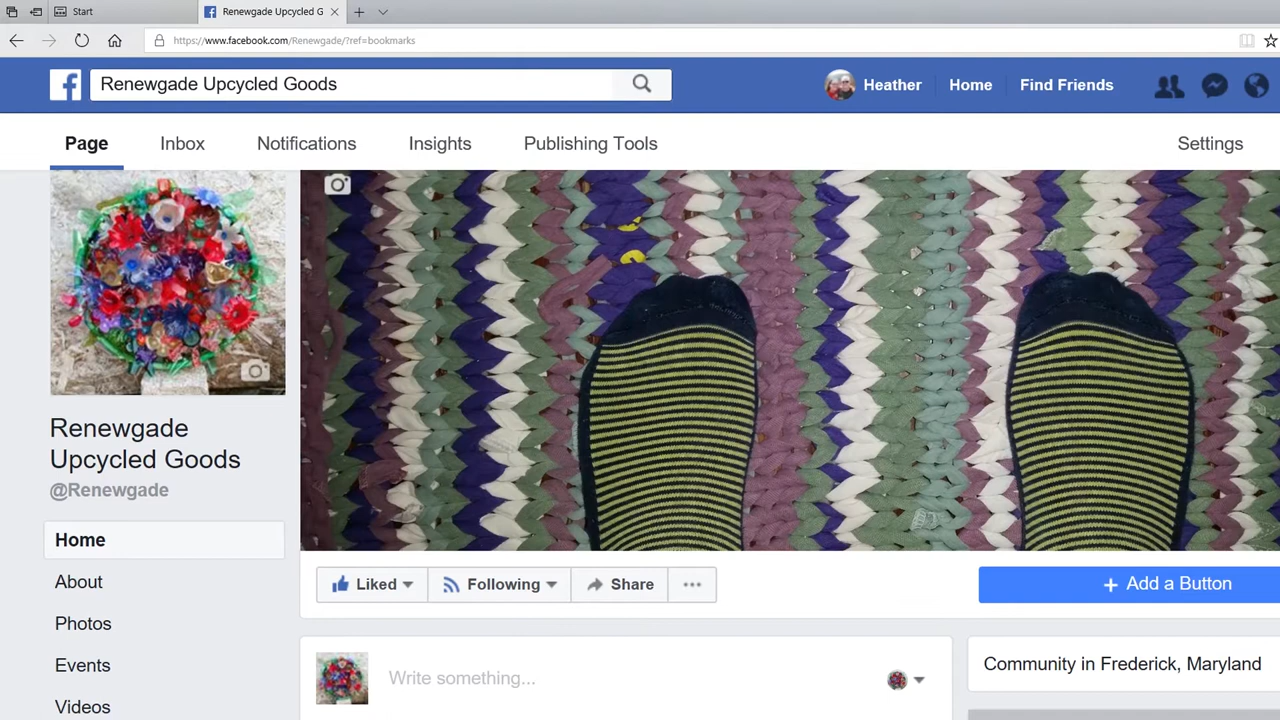 Start
Renewgade Upcycled G
https://www.facebook.com/Renewgade/?ref=bookmarks
Renewgade Upcycled Goods
Heather
Home
Find Friends
Page
Inbox
Notifications
Insights
Publishing Tools
Settings
Renewgade
Upcycled Goods
@Renewgade
Home
About
Photos
Events
Videos
Liked
Following
Share
+ Add a Button
Write something...
Community in Frederick, Maryland